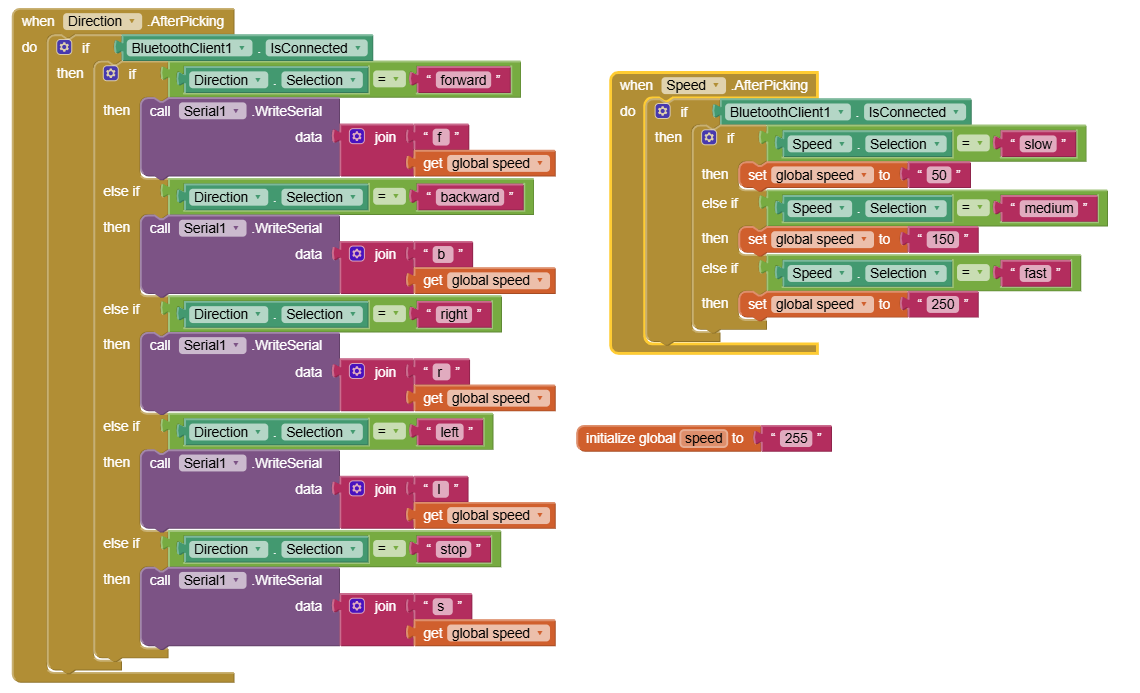 when Direction .AfterPicking
do if BluetoothClient1 . IsConnected
then if Direction . Selection = “ forward ”
then call Serial1 .WriteSerial
data join “ f ”
get global speed
else if Direction . Selection = “ backward ”
then call Serial1 .WriteSerial
data join “ b ”
get global speed
else if Direction . Selection = “ right ”
then call Serial1 .WriteSerial
data join “ r ”
get global speed
else if Direction . Selection = “ left ”
then call Serial1 .WriteSerial
data join “ l ”
get global speed
else if Direction . Selection = “ stop ”
then call Serial1 .WriteSerial
data join “ s ”
get global speed
when Speed .AfterPicking
do if BluetoothClient1 . IsConnected
then if Speed . Selection = “ slow ”
then set global speed to “ 50 ”
else if Speed . Selection = “ medium ”
then set global speed to “ 150 ”
else if Speed . Selection = “ fast ”
then set global speed to “ 250 ”
initialize global speed to “ 255 ”